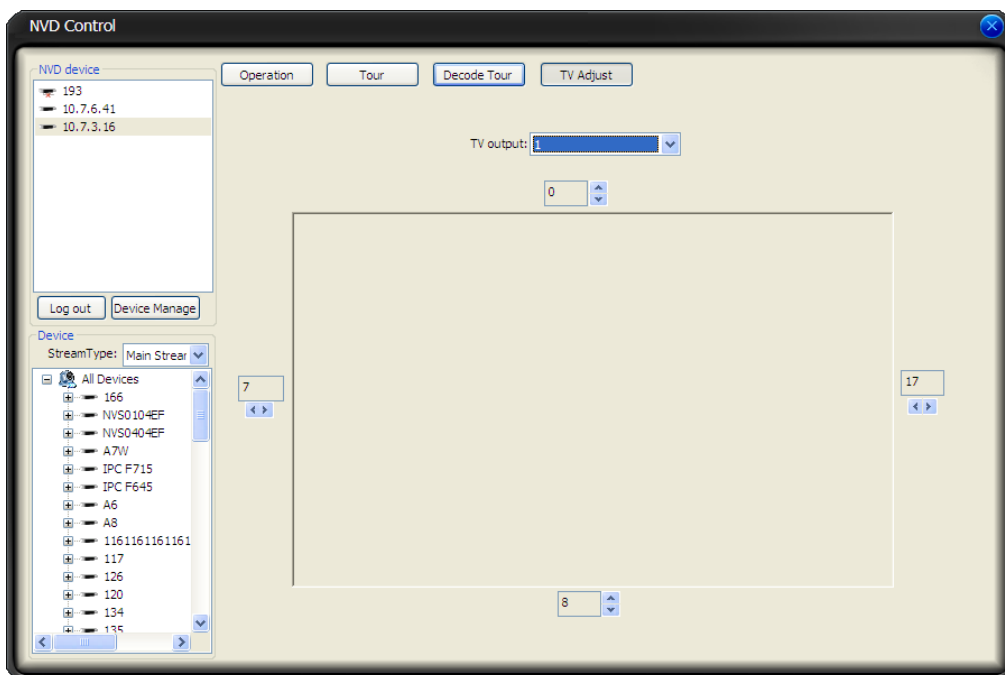 NVD Control
NVD device
193
10.7.6.41
10.7.3.16
Log out
Device Manage
Operation
Tour
Decode Tour
TV Adjust
TV output: 1
0
7
17
8
Device
StreamType: Main Strear
All Devices
166
NVS0104EF
NVS0404EF
A7W
IPC F715
IPC F645
A6
A8
1161161161161
117
126
120
134
135